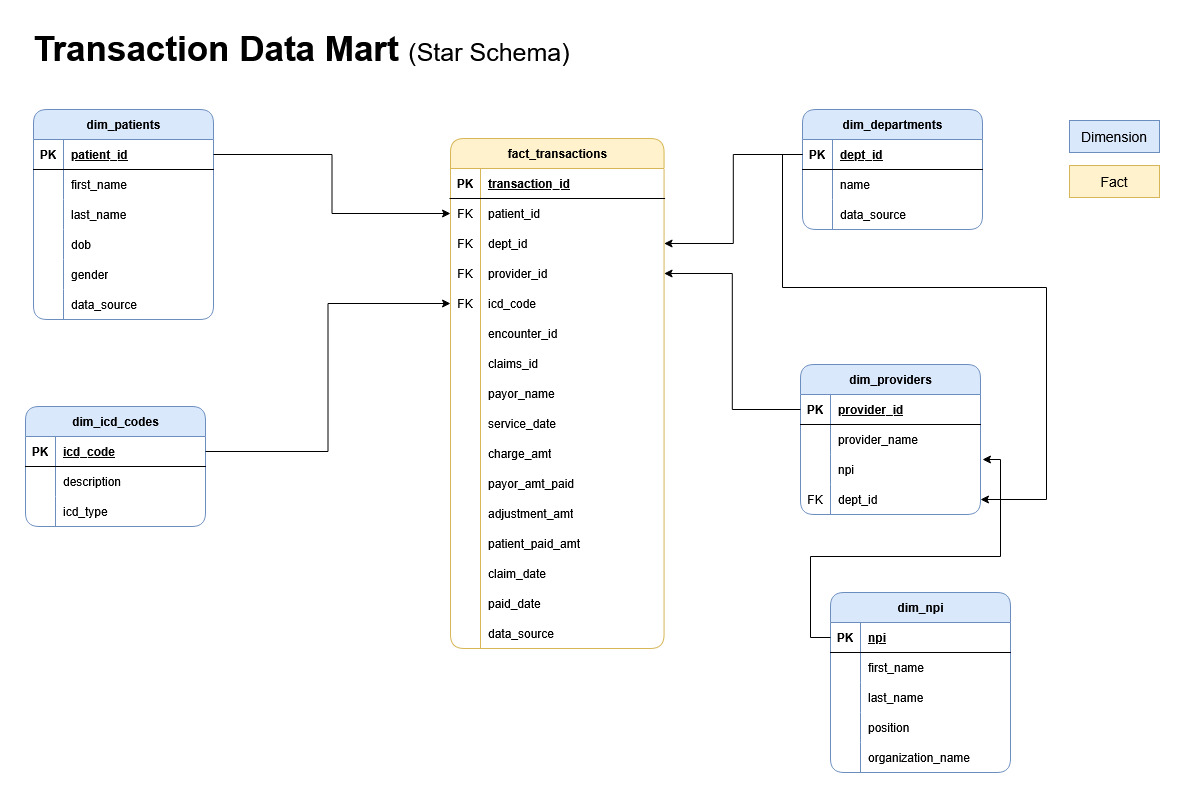 Transaction Data Mart (Star Schema)
dim_patients
PK patient_id
first_name
last_name
dob
gender
data_source
dim_icd_codes
PK icd_code
description
icd_type
fact_transactions
PK transaction_id
FK patient_id
FK dept_id
FK provider_id
FK icd_code
encounter_id
claims_id
payor_name
service_date
charge_amt
payor_amt_paid
adjustment_amt
patient_paid_amt
claim_date
paid_date
data_source
dim_departments
PK dept_id
name
data_source
dim_providers
PK provider_id
provider_name
npi
FK dept_id
dim_npi
PK npi
first_name
last_name
position
organization_name
Dimension
Fact